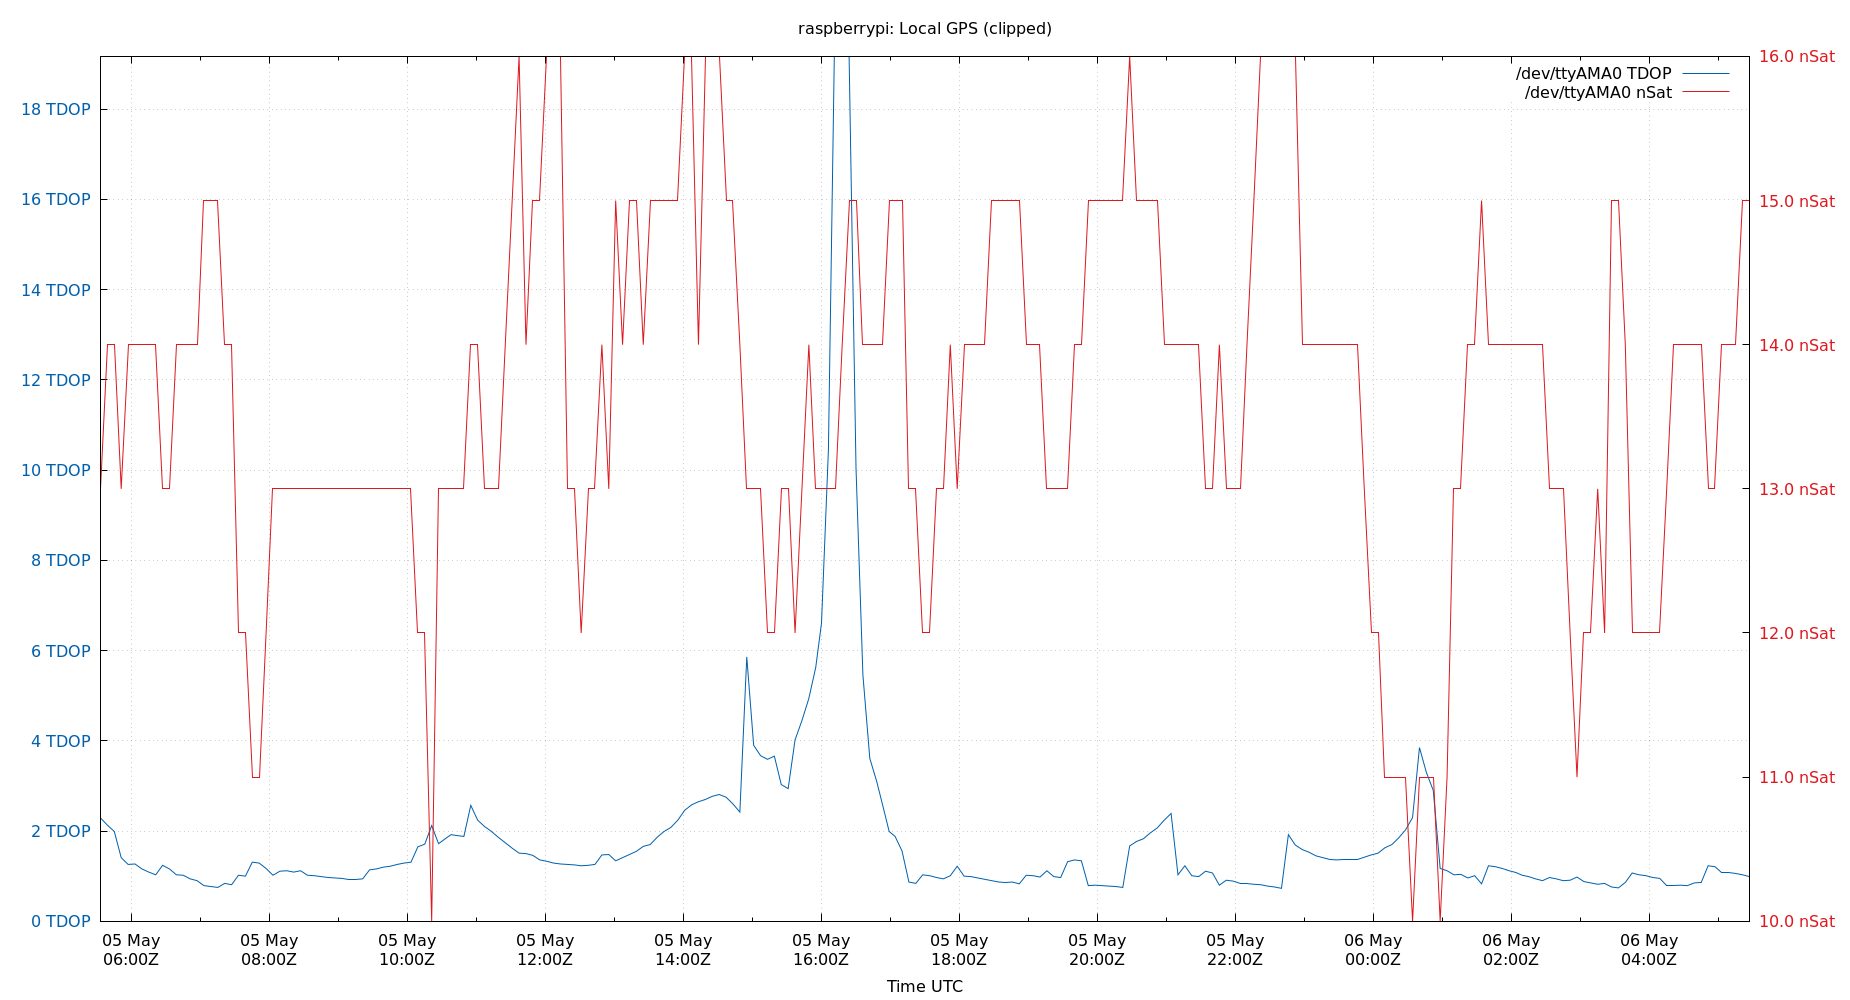 raspberrypi: Local GPS (clipped)
/dev/ttyAMA0 TDOP
/dev/ttyAMA0 nSat
18 TDOP
16 TDOP
14 TDOP
12 TDOP
10 TDOP
8 TDOP
6 TDOP
4 TDOP
2 TDOP
0 TDOP
16.0 nSat
15.0 nSat
14.0 nSat
13.0 nSat
12.0 nSat
11.0 nSat
10.0 nSat
05 May 05 May 05 May 05 May 05 May 05 May 05 May 05 May 05 May 06 May 06 May 06 May
06:00Z 08:00Z 10:00Z 12:00Z 14:00Z 16:00Z 18:00Z 20:00Z 22:00Z 00:00Z 02:00Z 04:00Z
Time UTC